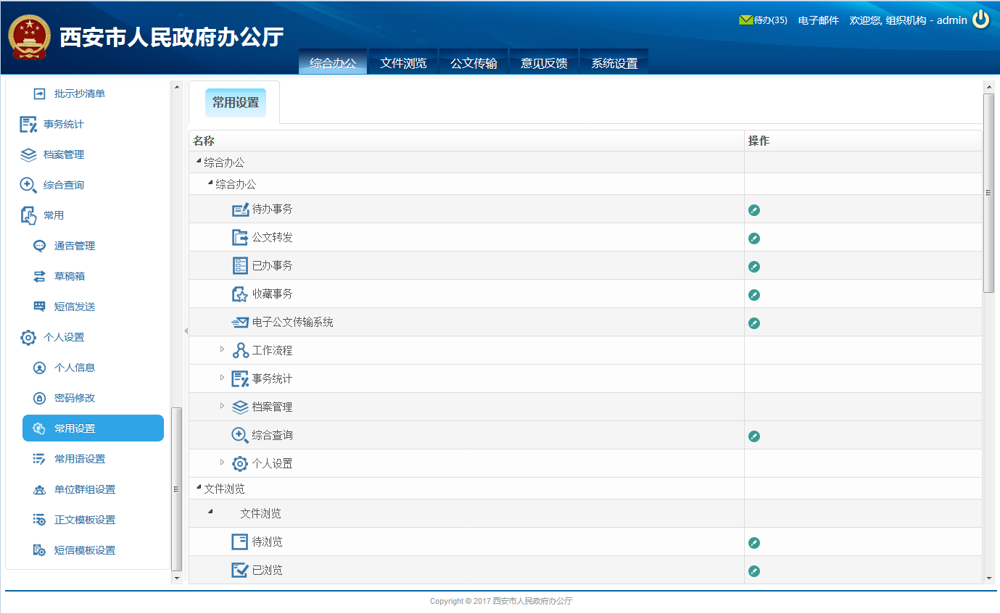 西安市人民政府办公厅
待办(35) 电子邮件 欢迎您, 组织机构 - admin
综合办公 文件浏览 公文传输 意见反馈 系统设置
批示抄清单
事务统计
档案管理
综合查询
常用
通告管理
草稿箱
短信发送
个人设置
个人信息
密码修改
常用设置
常用语设置
单位群组设置
正文模板设置
短信模板设置
常用设置
名称 操作
综合办公
综合办公
待办事务
公文转发
已办事务
收藏事务
电子公文传输系统
工作流程
事务统计
档案管理
综合查询
个人设置
文件浏览
文件浏览
待浏览
已浏览
Copyright © 2017 西安市人民政府办公厅